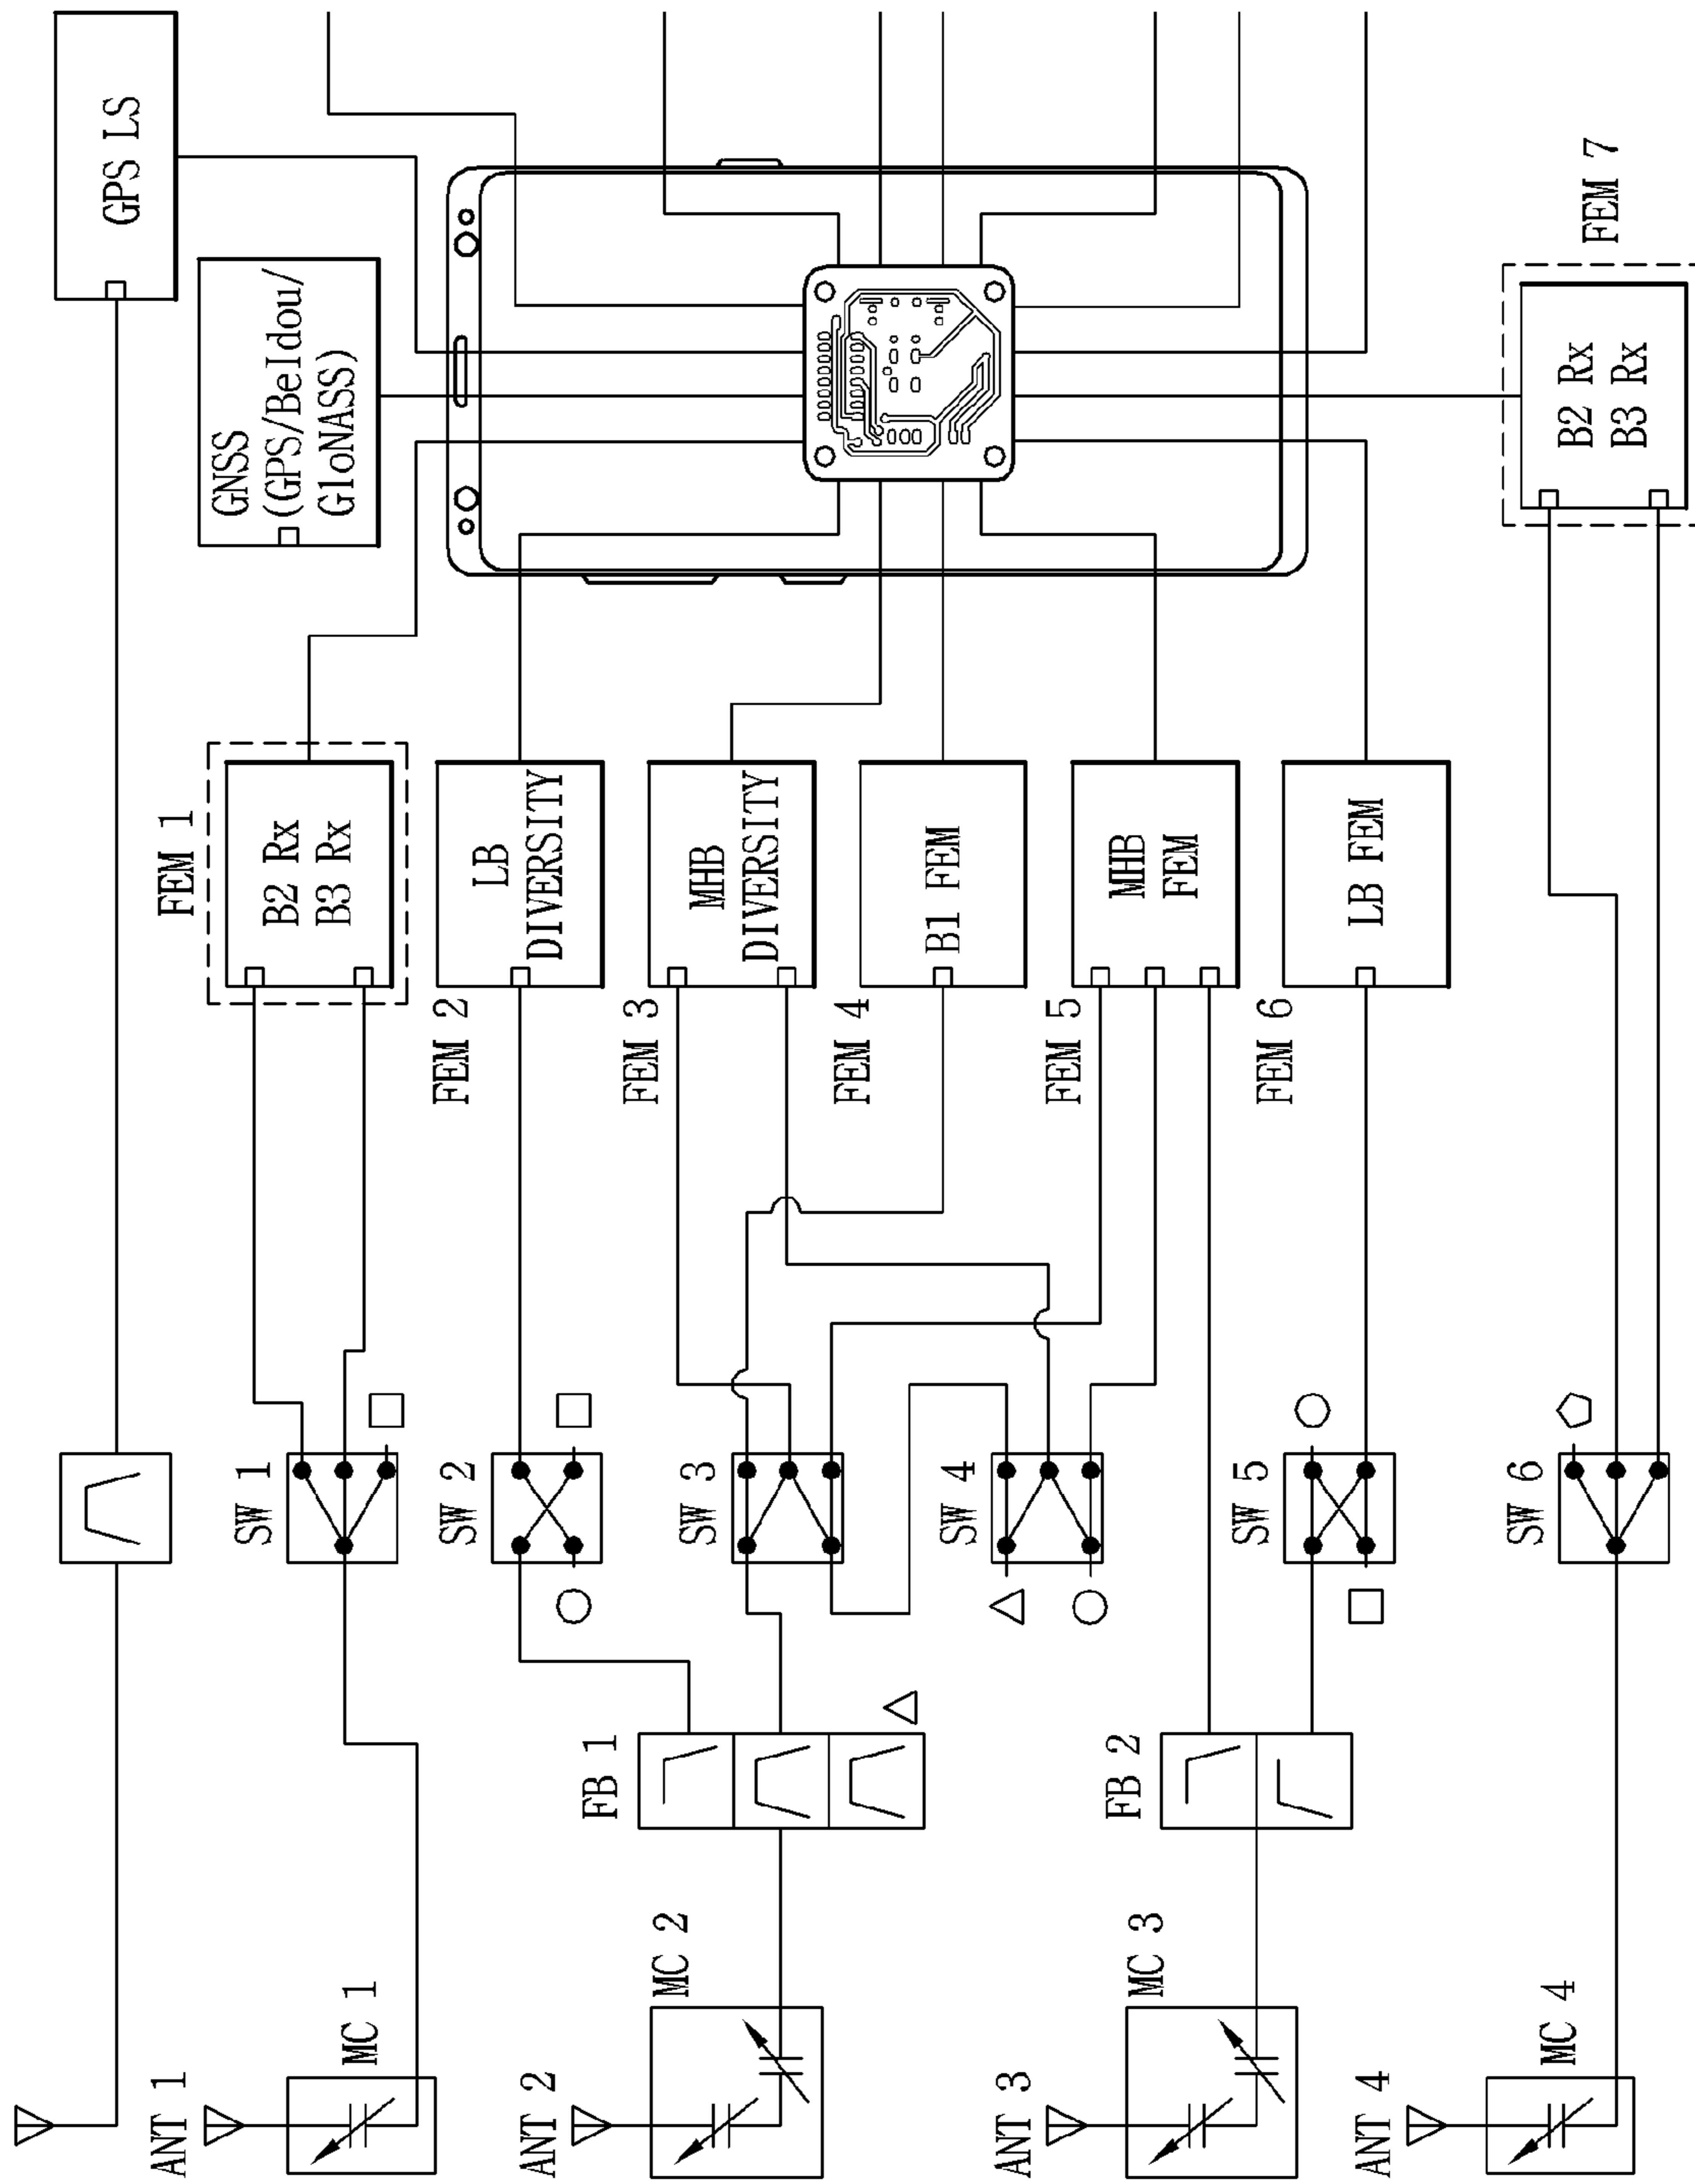 GPS LS
GNSS
(GPS/BeIdou/
GloNASS)
FEM 1
B2 Rx
B3 Rx
FEM 2
LB
DIVERSITY
FEM 3
MHB
DIVERSITY
FEM 4
B1 FEM
FEM 5
MHB
FEM
FEM 6
LB FEM
FEM 7
B2 Rx
B3 Rx
SW 1
SW 2
SW 3
SW 4
SW 5
SW 6
FB 1
FB 2
MC 1
MC 2
MC 3
MC 4
ANT 1
ANT 2
ANT 3
ANT 4